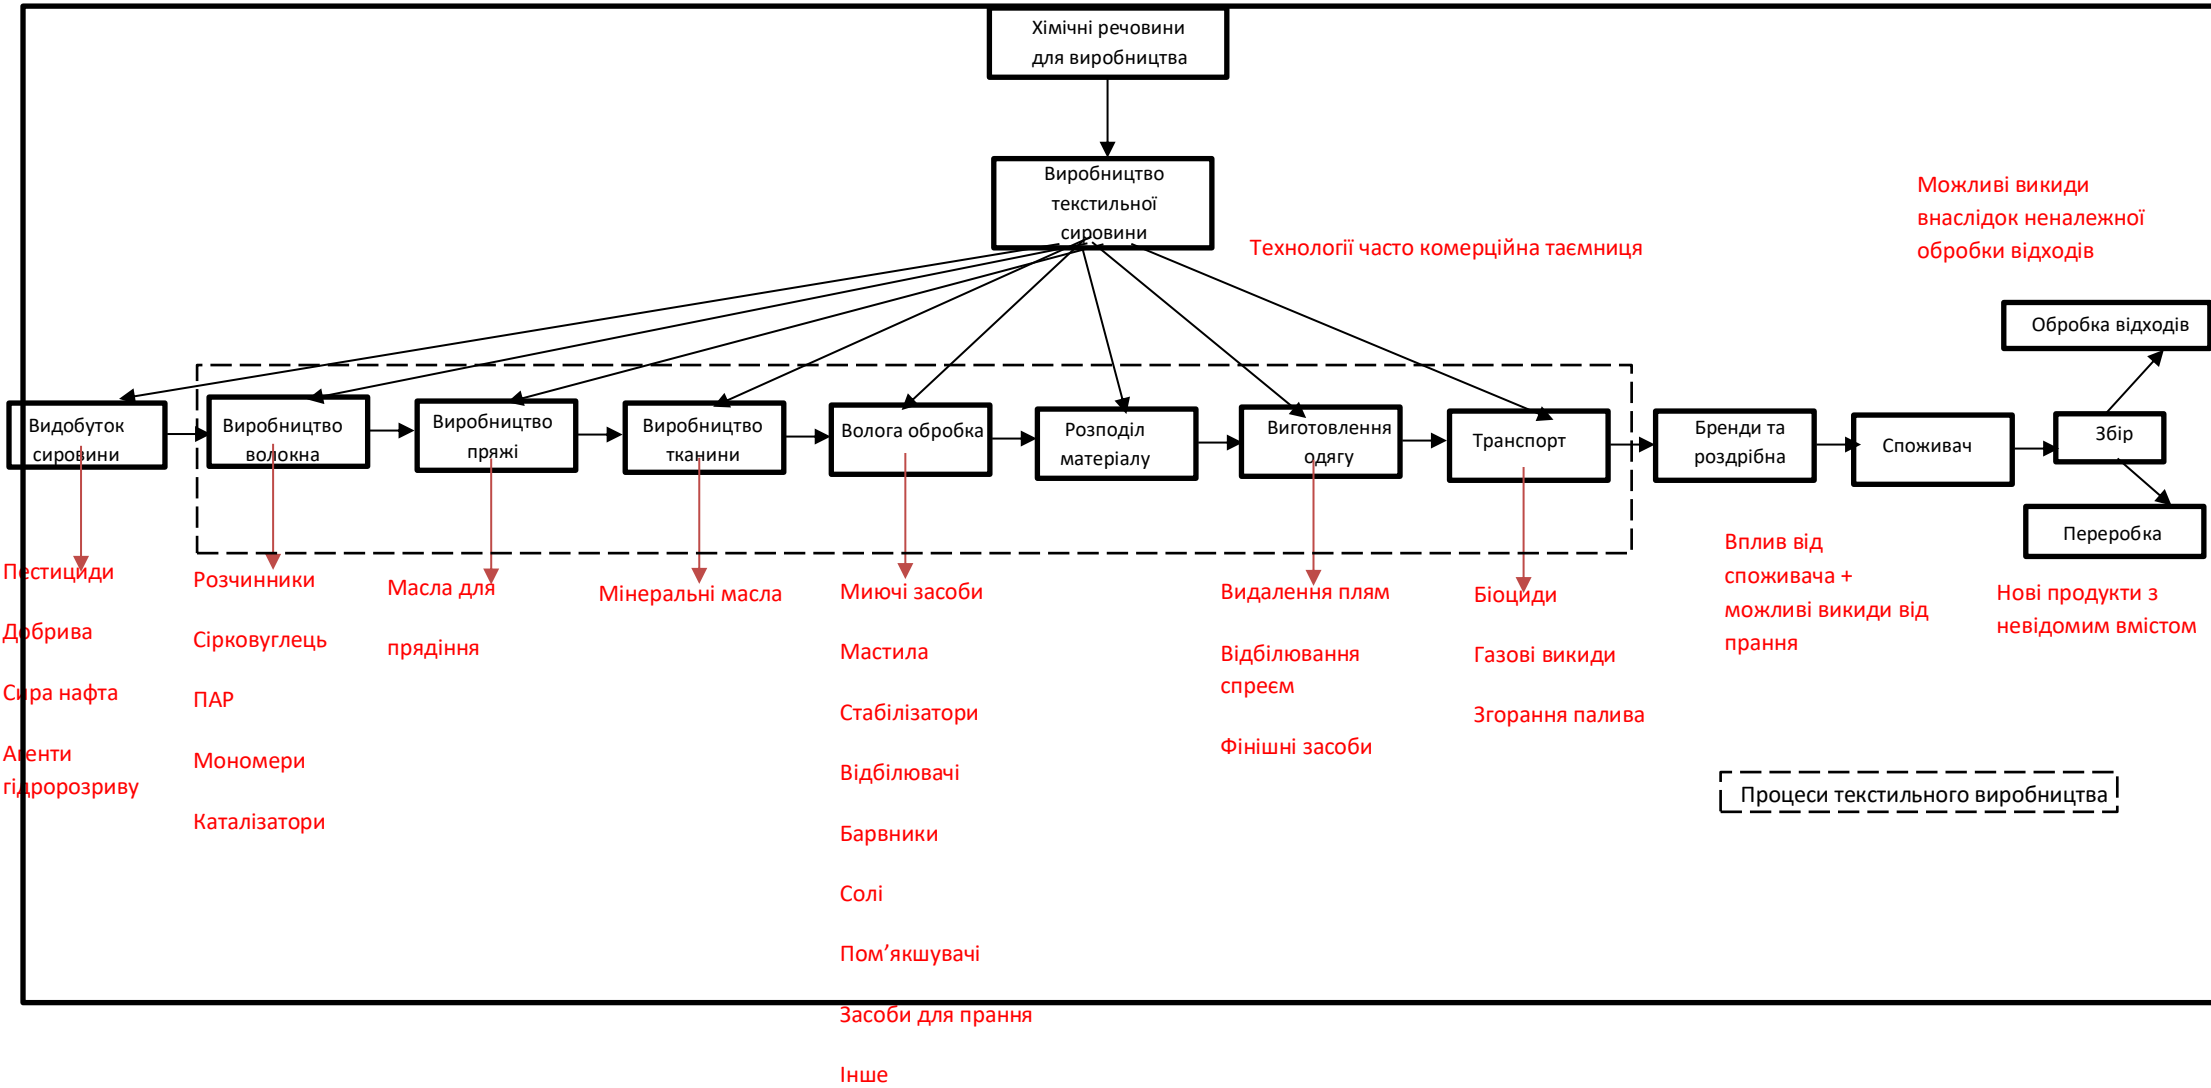 Хімічні речовини
для виробництва
Виробництво
текстильної
сировини
Технології часто комерційна таємниця
Можливі викиди
внаслідок неналежної
обробки відходів
Обробка відходів
Видобуток
сировини
Виробництво
волокна
Виробництво
пряжі
Виробництво
тканини
Волога обробка
Розподіл
матеріалу
Виготовлення
одягу
Транспорт
Бренди та
роздрібна
Споживач
Збір
Переробка
Пестициди
Добрива
Сира нафта
Агенти
гідророзриву
Розчинники
Сірковуглець
ПАР
Мономери
Каталізатори
Масла для
прядіння
Мінеральні масла
Миючі засоби
Мастила
Стабілізатори
Відбілювачі
Барвники
Солі
Пом’якшувачі
Засоби для прання
Інше
Видалення плям
Відбілювання
спреєм
Фінішні засоби
Біоциди
Газові викиди
Згорання палива
Вплив від
споживача +
можливі викиди від
прання
Нові продукти з
невідомим вмістом
Процеси текстильного виробництва